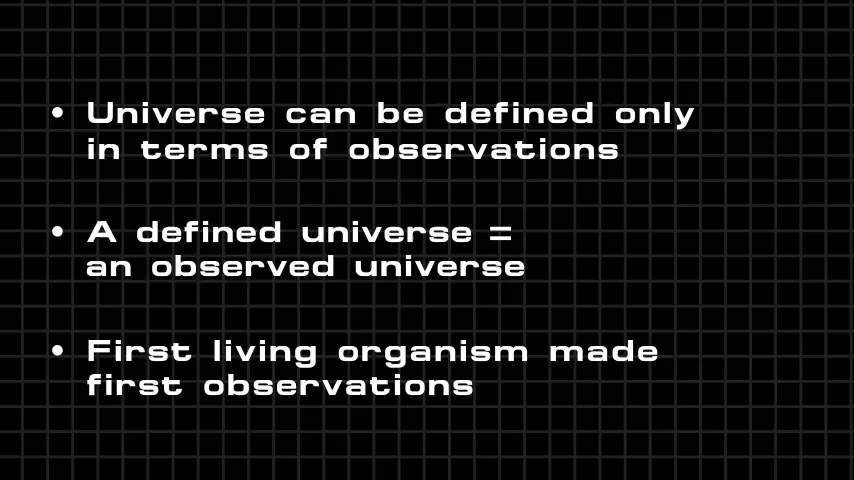 • Universe can be defined only
in terms of observations
• A defined universe =
an observed universe
• First living organism made
first observations